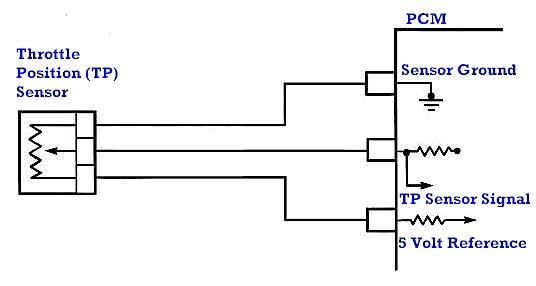 PCM
Throttle
Position (TP)
Sensor
Sensor Ground
TP Sensor Signal
5 Volt Reference